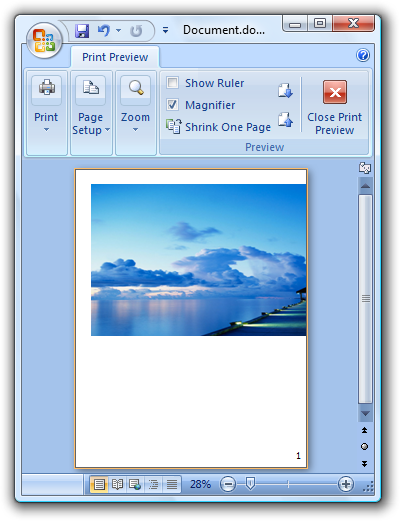 Document.do...
Print Preview
Print
Page
Setup
Zoom
Show Ruler
Magnifier
Shrink One Page
Close Print
Preview
Preview
1
28%